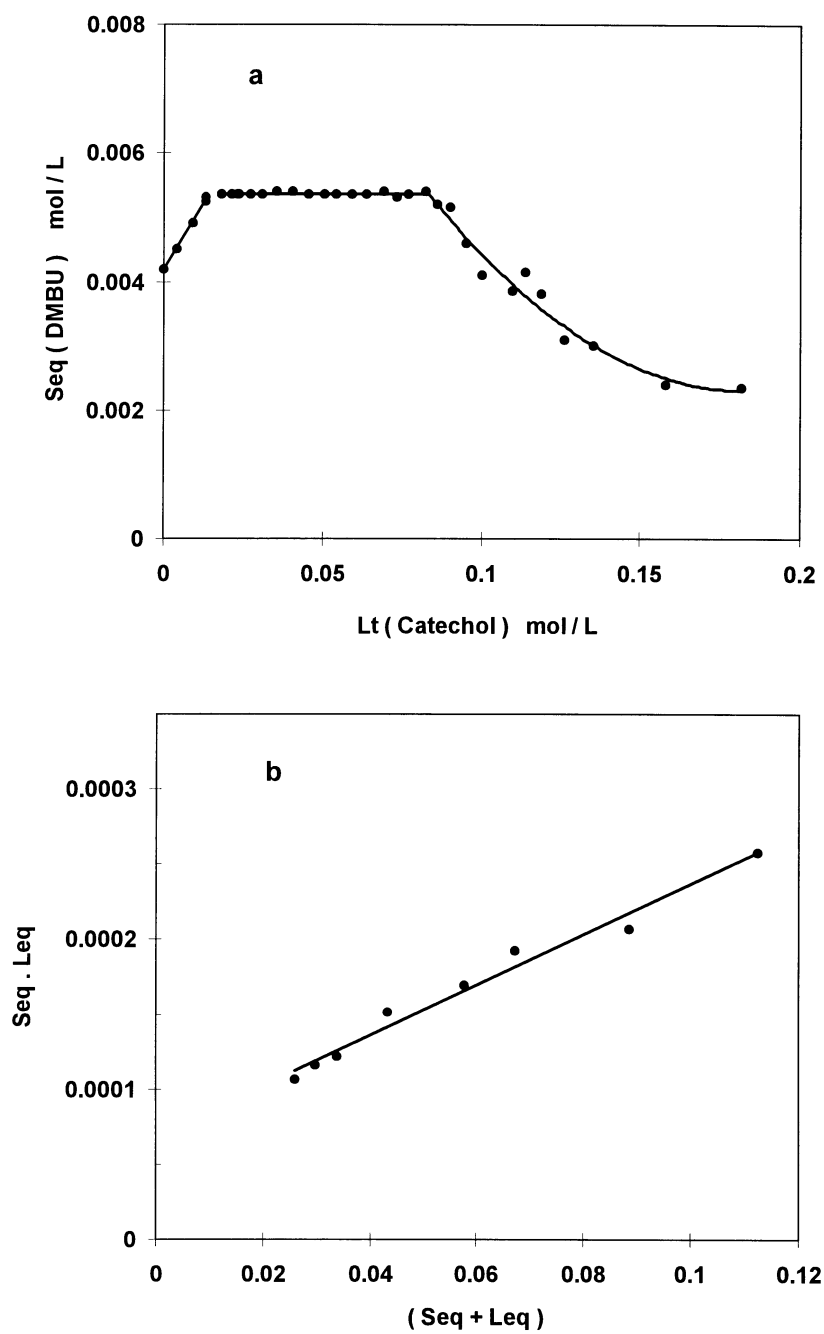 a
0.008
0.006
0.004
0.002
0
Seq ( DMBU ) mol / L
0 0.05 0.1 0.15 0.2
Lt ( Catechol ) mol / L
b
0.0003
0.0002
0.0001
0
Seq . Leq
0 0.02 0.04 0.06 0.08 0.1 0.12
( Seq + Leq )